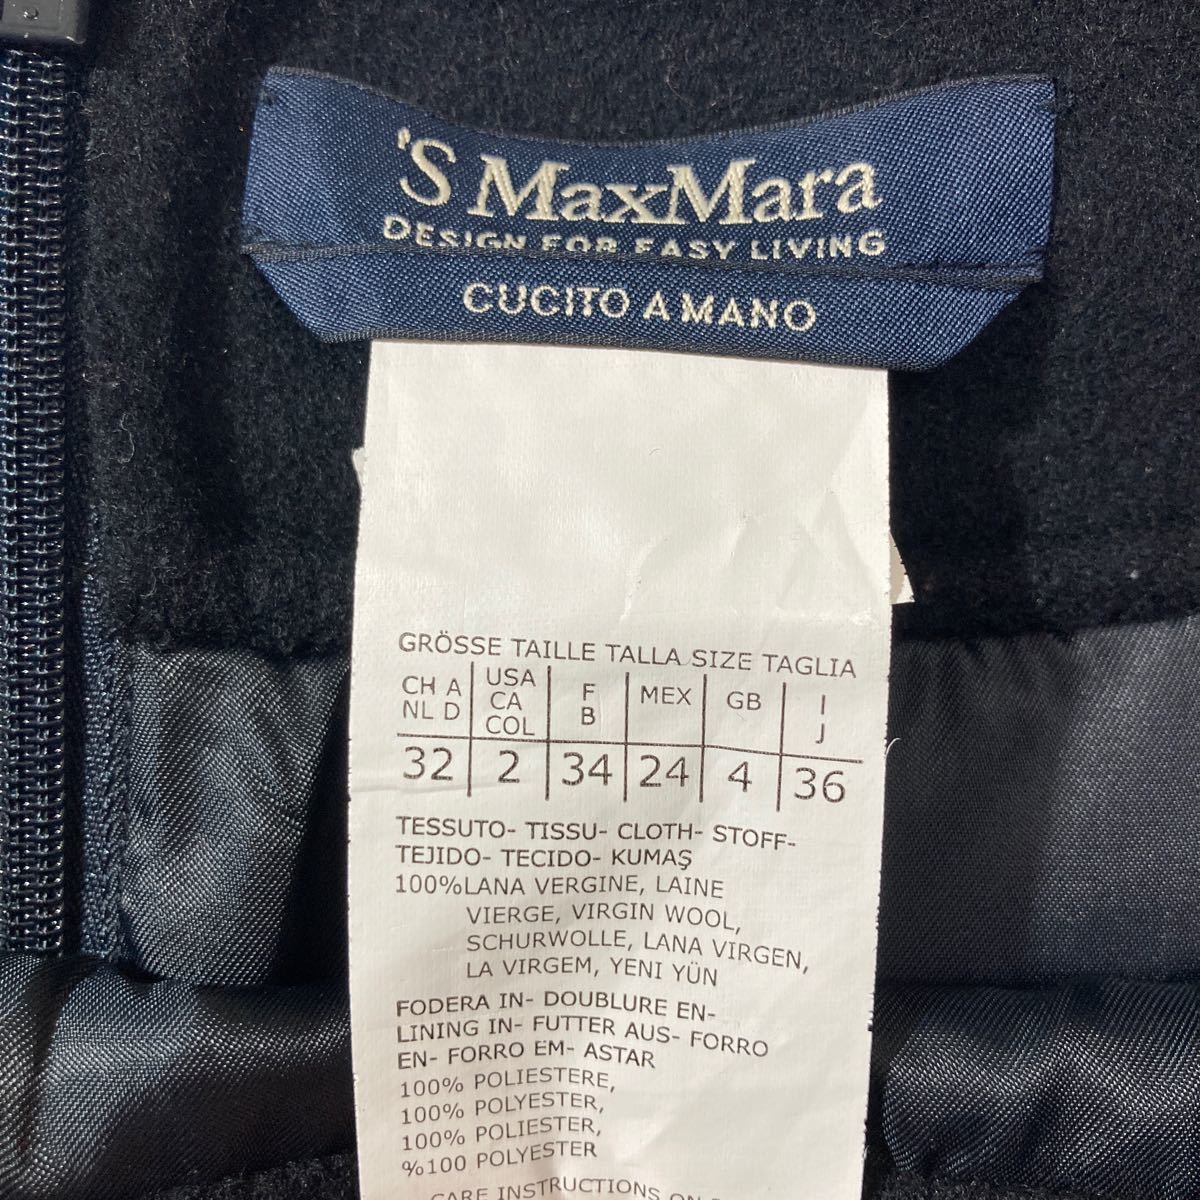 'S MaxMara
DESIGN FOR EASY LIVING
CUCITO A MANO
GRÖSSE TAILLE TALLA SIZE TAGLIA
CH A NL D | USA CA COL | F B | MEX | GB | I J
32 | 2 | 34 | 24 | 4 | 36
TESSUTO- TISSU- CLOTH- STOFF-
TEJIDO- TECIDO- KUMAŞ
100%LANA VERGINE, LAINE
VIERGE, VIRGIN WOOL,
SCHURWOLLE, LANA VIRGEN,
LA VIRGEM, YENI YÜN
FODERA IN- DOUBLURE EN-
LINING IN- FUTTER AUS- FORRO
EN- FORRO EM- ASTAR
100% POLIESTERE,
100% POLYESTER,
100% POLIESTER,
%100 POLYESTER
CARE INSTRUCTIONS ON